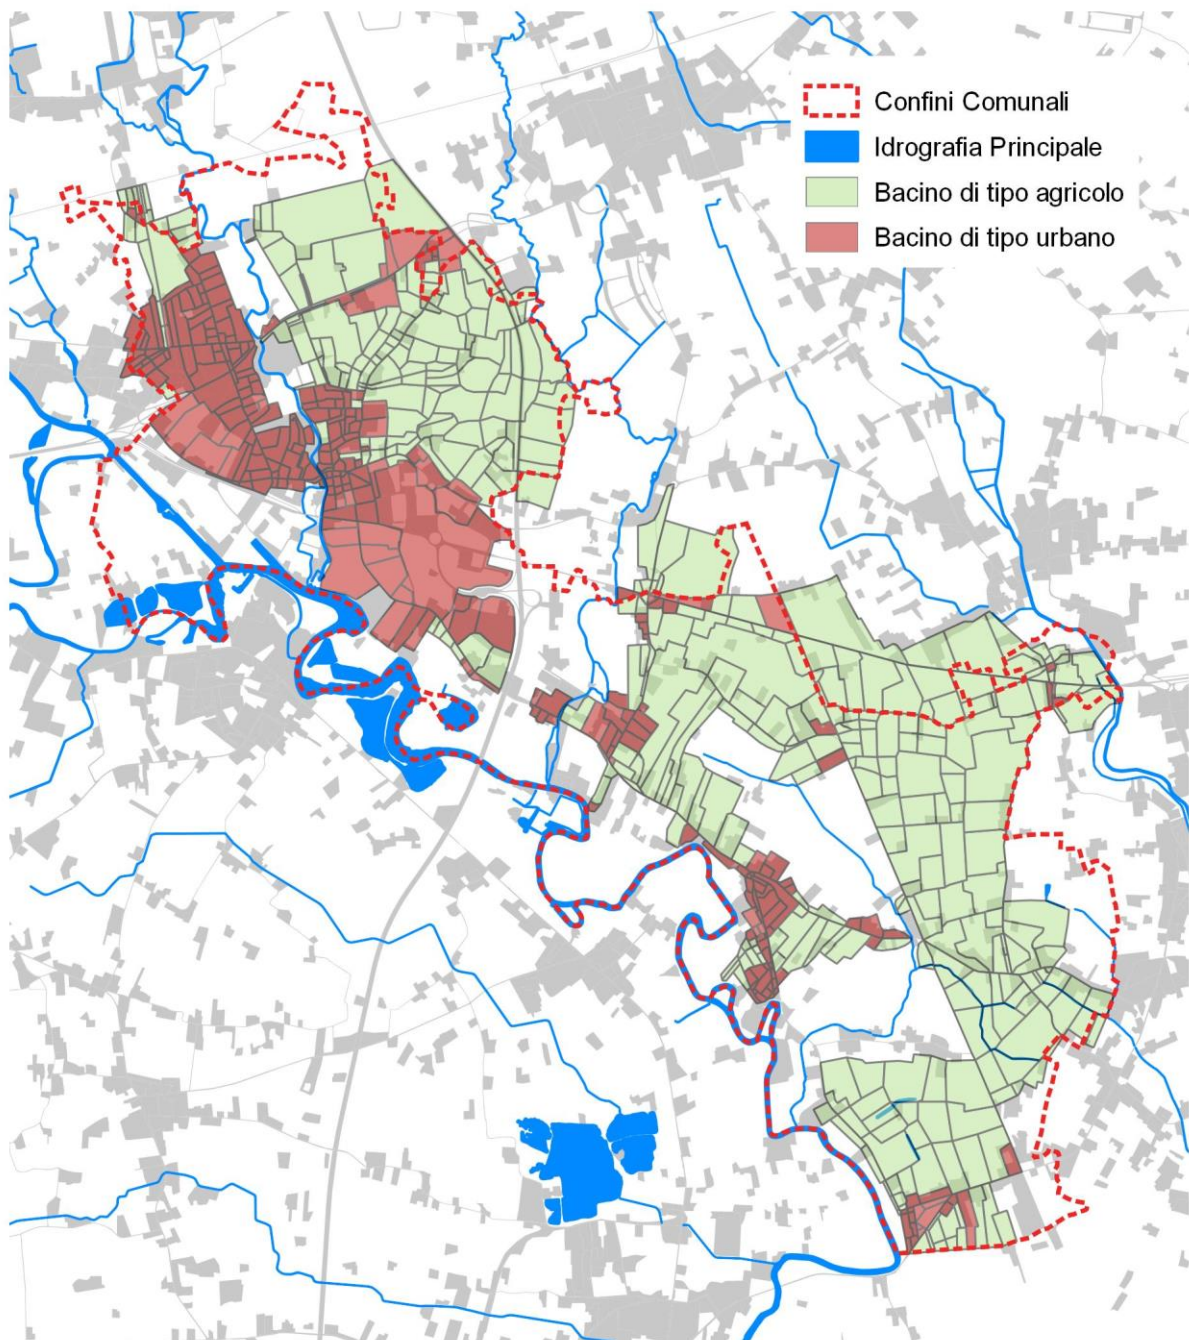 Confini Comunali
Idrografia Principale
Bacino di tipo agricolo
Bacino di tipo urbano